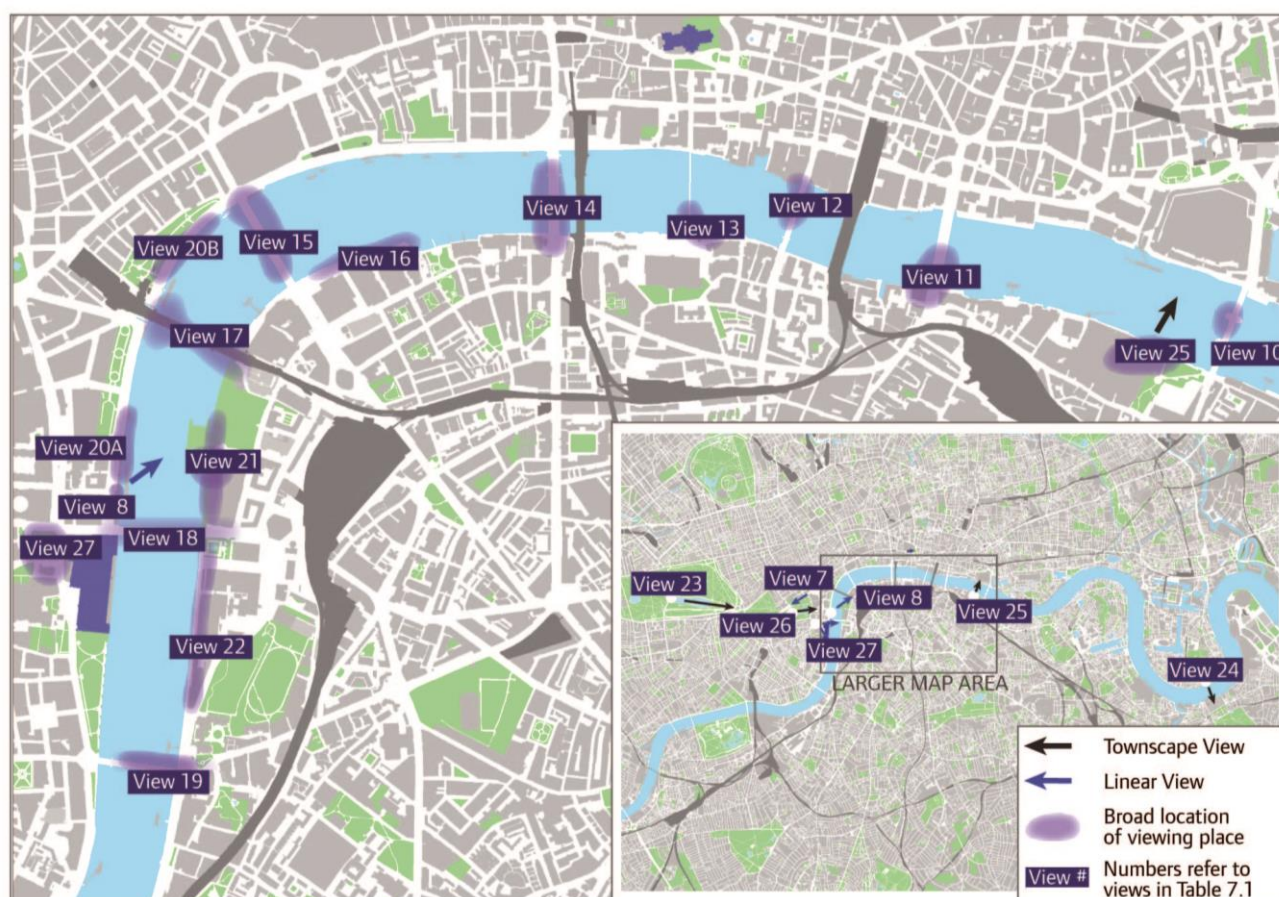 View 14
View 12
View 13
View 15
View 20B
View 16
View 11
View 17
View 25
View 10
View 20A
View 21
View 8
View 18
View 27
View 22
View 19
View 23
View 7
View 8
View 26
View 25
View 27
View 24
LARGER MAP AREA
Townscape View
Linear View
Broad location
of viewing place
View # Numbers refer to
views in Table 7.1